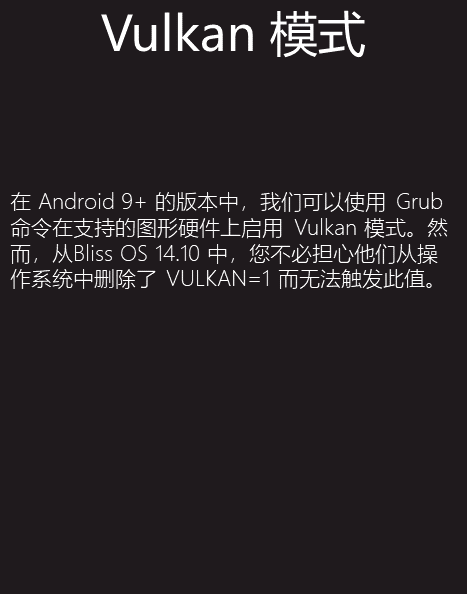 Vulkan 模式
在 Android 9+ 的版本中，我们可以使用 Grub
命令在支持的图形硬件上启用 Vulkan 模式。然
而，从Bliss OS 14.10 中，您不必担心他们从操
作系统中删除了 VULKAN=1 而无法触发此值。